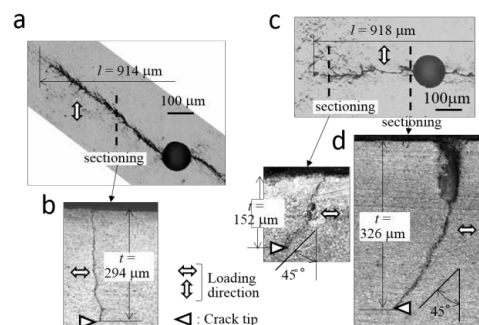 a
l = 914 μm
100 μm
sectioning
b
t =
294 μm
Loading
direction
: Crack tip
c
l = 918 μm
100μm
sectioning
sectioning
t =
152 μm
45°
d
t =
326 μm
45°